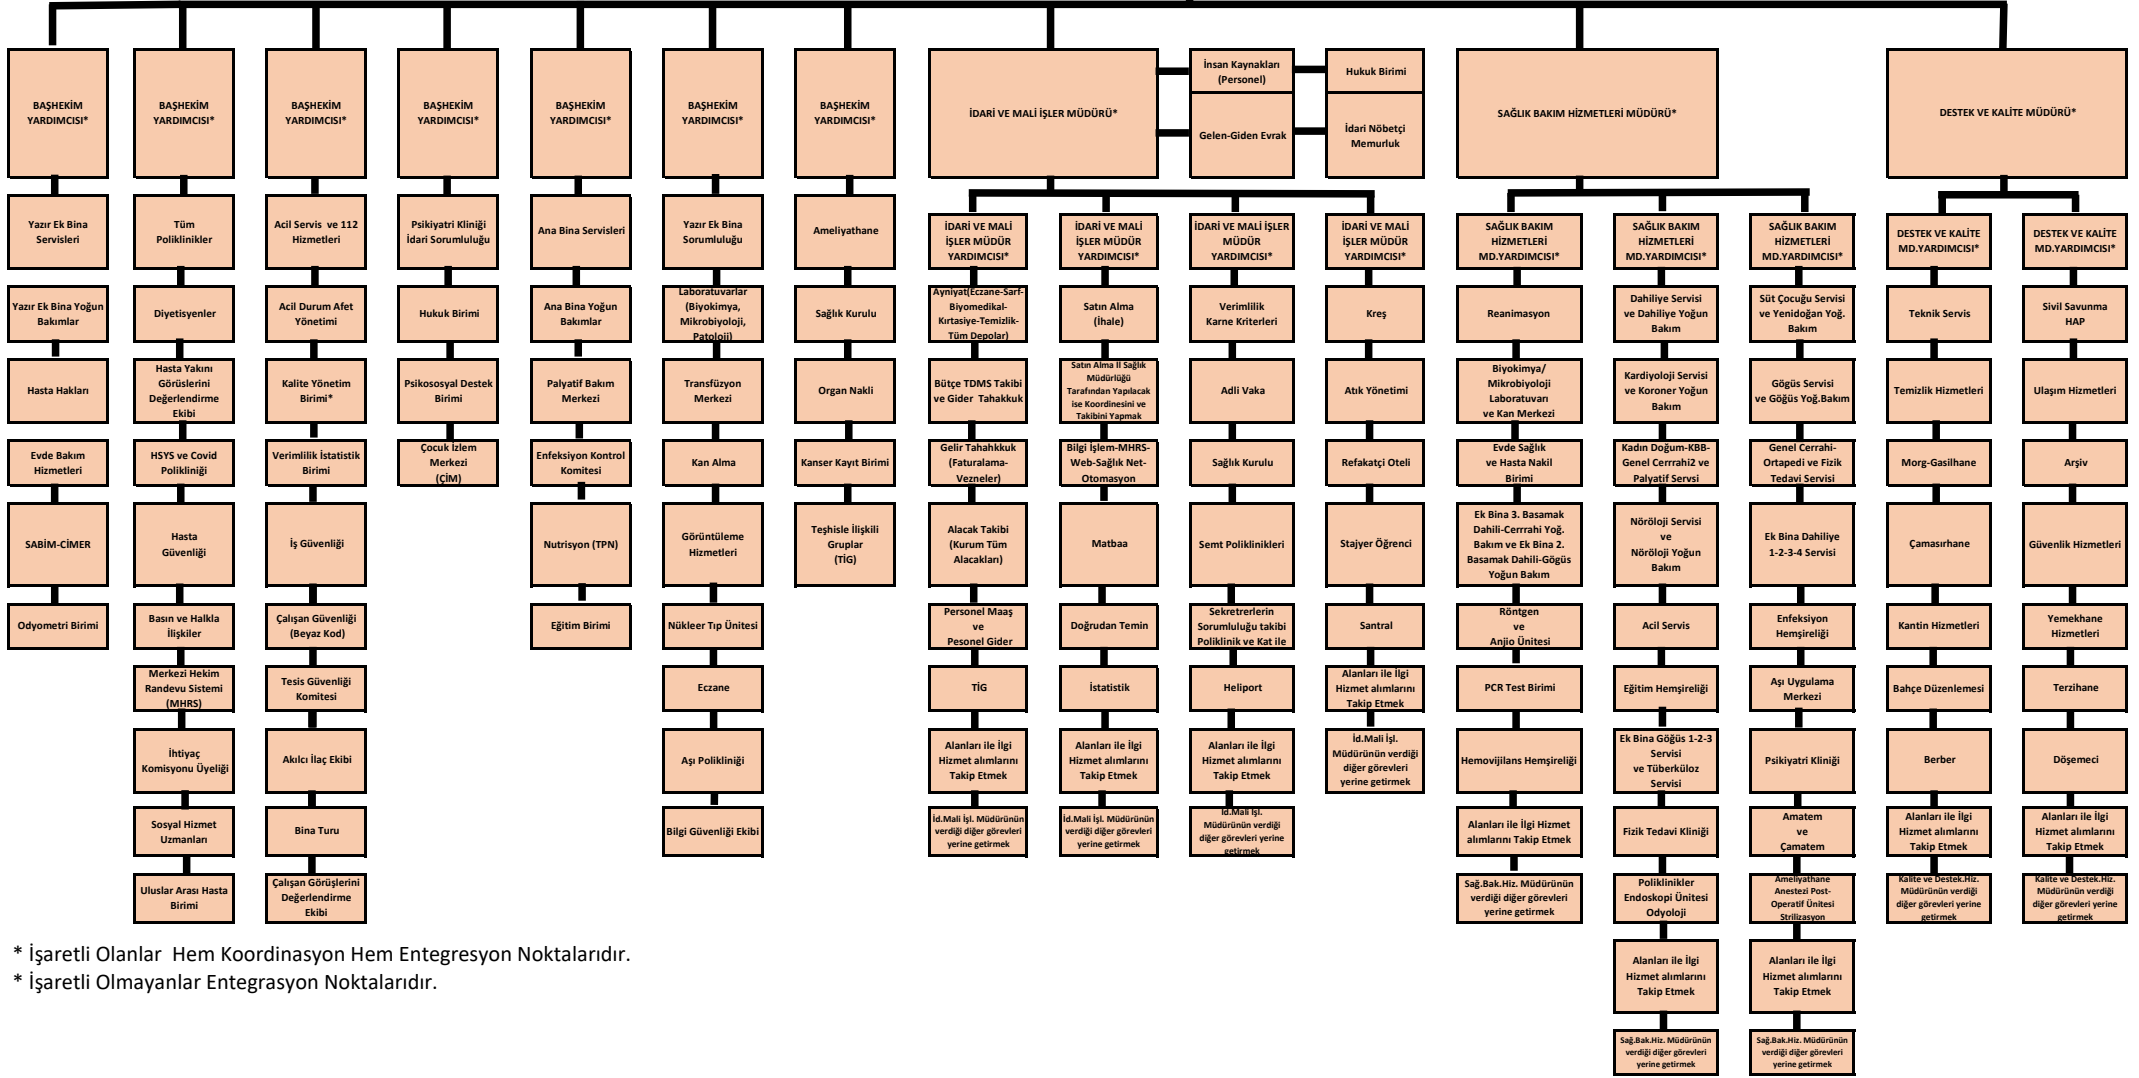 BAŞHEKİM
YARDIMCISI*
Yazır Ek Bina
Servisleri
Yazır Ek Bina Yoğun
Bakımlar
Hasta Hakları
Evde Bakım
Hizmetleri
SABİM-CİMER
Odyometri Birimi
BAŞHEKİM
YARDIMCISI*
Tüm
Poliklinikler
Diyetisyenler
Hasta Yakını
Görüslerini
Değerlendirme
Ekibi
HSYS ve Covid
Polikliniği
Hasta
Güvenliği
Basın ve Halkla
İlişkiler
Merkezi Hekim
Randevu Sistemi
(MHRS)
İhtiyaç
Komisyonu Üyeliği
Sosyal Hizmet
Uzmanları
Uluslar Arası Hasta
Birimi
BAŞHEKİM
YARDIMCISI*
Acil Servis ve 112
Hizmetleri
Acil Durum Afet
Yönetimi
Kalite Yönetim
Birimi*
Verimlilik İstatistik
Birimi
İş Güvenliği
Çalışan Güvenliği
(Beyaz Kod)
Tesis Güvenliği
Komitesi
Akılcı İlaç Ekibi
Bina Turu
Çalışan Görüşlerini
Değerlendirme
Ekibi
BAŞHEKİM
YARDIMCISI*
Psikiyatri Kliniği
İdari Sorumluluğu
Hukuk Birimi
Psikososyal Destek
Birimi
Çocuk İzlem
Merkezi
(ÇİM)
BAŞHEKİM
YARDIMCISI*
Ana Bina Servisleri
Ana Bina Yoğun
Bakımlar
Palyatif Bakım
Merkezi
Enfeksiyon Kontrol
Komitesi
Nutrisyon (TPN)
Eğitim Birimi
BAŞHEKİM
YARDIMCISI*
Yazır Ek Bina
Sorumluluğu
Laboratuvarlar
(Biyokimya,
Mikrobiyoloji,
Patoloji)
Transfüzyon
Merkezi
Kan Alma
Görüntüleme
Hizmetleri
Nükleer Tıp Ünitesi
Eczane
Aşı Polikliniği
Bilgi Güvenliği Ekibi
BAŞHEKİM
YARDIMCISI*
Ameliyathane
Sağlık Kurulu
Organ Nakli
Kanser Kayıt Birimi
Teşhisle İlişkili
Gruplar
(TİG)
İDARİ VE MALİ İŞLER MÜDÜRÜ*
İnsan Kaynakları
(Personel)
Hukuk Birimi
Gelen-Giden Evrak
İdari Nöbetçi
Memurluk
İDARİ VE MALİ
İŞLER MÜDÜR
YARDIMCISI*
Ayniyat(Eczane-Sarf-
Biyomedikal-
Kırtasiye-Temizlik-
Tüm Depolar)
Bütçe TDMS Takibi
ve Gider Tahakkuk
Gelir Tahahkkuk
(Faturalama-
Vezneler)
Alacak Takibi
(Kurum Tüm
Alacakları)
Personel Maaş
ve
Pesonel Gider
TİG
Alanları ile İlgi
Hizmet alımlarını
Takip Etmek
İd.Mali İşl. Müdürünün
verdiği diğer görevleri
yerine getirmek
İDARİ VE MALİ
İŞLER MÜDÜR
YARDIMCISI*
Satın Alma
(İhale)
Satın Alma İl Sağlık
Müdürlüğü
Tarafından Yapılacak
ise Koordinesini ve
Takibini Yapmak
Bilgi İşlem-MHRS-
Web-Sağlık Net-
Otomasyon
Matbaa
Doğrudan Temin
İstatistik
Alanları ile İlgi
Hizmet alımlarını
Takip Etmek
İd.Mali İşl. Müdürünün
verdiği diğer görevleri
yerine getirmek
İDARİ VE MALİ İŞLER
MÜDÜR
YARDIMCISI*
Verimlilik
Karne Kriterleri
Adli Vaka
Sağlık Kurulu
Semt Poliklinikleri
Sekretrerlerin
Sorumluluğu takibi
Poliklinik ve Kat ile
Heliport
Alanları ile İlgi
Hizmet alımlarını
Takip Etmek
İd.Mali İşl.
Müdürünün verdiği
diğer görevleri yerine
getirmek
İDARİ VE MALİ
İŞLER MÜDÜR
YARDIMCISI*
Kreş
Atık Yönetimi
Refakatçi Oteli
Stajyer Öğrenci
Santral
Alanları ile İlgi
Hizmet alımlarını
Takip Etmek
İd.Mali İşl.
Müdürünün verdiği
diğer görevleri
yerine getirmek
SAĞLIK BAKIM HİZMETLERİ MÜDÜRÜ*
SAĞLIK BAKIM
HİZMETLERİ
MD.YARDIMCISI*
Reanimasyon
Biyokimya/
Mikrobiyoloji
Laboratuvarı
ve Kan Merkezi
Evde Sağlık
ve Hasta Nakil
Birimi
Ek Bina 3. Basamak
Dahili-Cerrrahi Yoğ.
Bakım ve Ek Bina 2.
Basamak Dahili-Gögüs
Yoğun Bakım
Röntgen
ve
Anjio Ünitesi
PCR Test Birimi
Hemovijilans Hemşireliği
Alanları ile İlgi Hizmet
alımlarını Takip Etmek
Sağ.Bak.Hiz. Müdürünün
verdiği diğer görevleri
yerine getirmek
SAĞLIK BAKIM
HİZMETLERİ
MD.YARDIMCISI*
Dahiliye Servisi
ve Dahiliye Yoğun
Bakım
Kardiyoloji Servisi
ve Koroner Yoğun
Bakım
Kadın Doğum-KBB-
Genel Cerrrahi2 ve
Palyatif Servsi
Nöröloji Servisi
ve
Nöröloji Yoğun
Bakım
Acil Servis
Eğitim Hemşireliği
Ek Bina Göğüs 1-2-3
Servisi
ve Tüberküloz
Servisi
Fizik Tedavi Kliniği
Poliklinikler
Endoskopi Ünitesi
Odyoloji
Alanları ile İlgi
Hizmet alımlarını
Takip Etmek
Sağ.Bak.Hiz. Müdürünün
verdiği diğer görevleri
yerine getirmek
SAĞLIK BAKIM
HİZMETLERİ
MD.YARDIMCISI*
Süt Çocuğu Servisi
ve Yenidoğan Yoğ.
Bakım
Gögüs Servisi
ve Göğüs Yoğ.Bakım
Genel Cerrahi-
Ortapedi ve Fizik
Tedavi Servisi
Ek Bina Dahiliye
1-2-3-4 Servisi
Enfeksiyon
Hemşireliği
Aşı Uygulama
Merkezi
Psikiyatri Kliniği
Amatem
ve
Çamatem
Ameliyathane
Anestezi Post-
Operatif Ünitesi
Strilizasyon
Alanları ile İlgi
Hizmet alımlarını
Takip Etmek
Sağ.Bak.Hiz. Müdürünün
verdiği diğer görevleri
yerine getirmek
DESTEK VE KALİTE MÜDÜRÜ*
DESTEK VE KALİTE
MD.YARDIMCISI*
Teknik Servis
Temizlik Hizmetleri
Morg-Gasilhane
Çamasırhane
Kantin Hizmetleri
Bahçe Düzenlemesi
Berber
Alanları ile İlgi
Hizmet alımlarını
Takip Etmek
Kalite ve Destek.Hiz.
Müdürünün verdiği
diğer görevleri yerine
getirmek
DESTEK VE KALİTE
MD.YARDIMCISI*
Sivil Savunma
HAP
Ulaşım Hizmetleri
Arşiv
Güvenlik Hizmetleri
Yemekhane
Hizmetleri
Terzihane
Döşemeci
Alanları ile İlgi
Hizmet alımlarını
Takip Etmek
Kalite ve Destek.Hiz.
Müdürünün verdiği
diğer görevleri yerine
getirmek
* İşaretli Olanlar Hem Koordinasyon Hem Entegresyon Noktalarıdır.
* İşaretli Olmayanlar Entegrasyon Noktalarıdır.